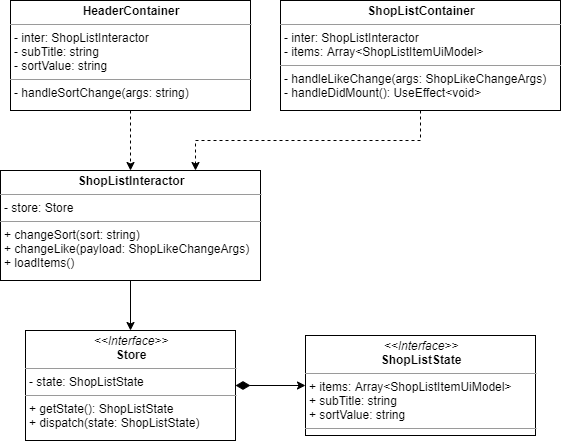 HeaderContainer
- inter: ShopListInteractor
- subTitle: string
- sortValue: string
- handleSortChange(args: string)
ShopListContainer
- inter: ShopListInteractor
- items: Array<ShopListItemUiModel>
- handleLikeChange(args: ShopLikeChangeArgs)
- handleDidMount(): UseEffect<void>
ShopListInteractor
- store: Store
+ changeSort(sort: string)
+ changeLike(payload: ShopLikeChangeArgs)
+ loadItems()
<<Interface>>
Store
- state: ShopListState
+ getState(): ShopListState
+ dispatch(state: ShopListState)
<<Interface>>
ShopListState
+ items: Array<ShopListItemUiModel>
+ subTitle: string
+ sortValue: string